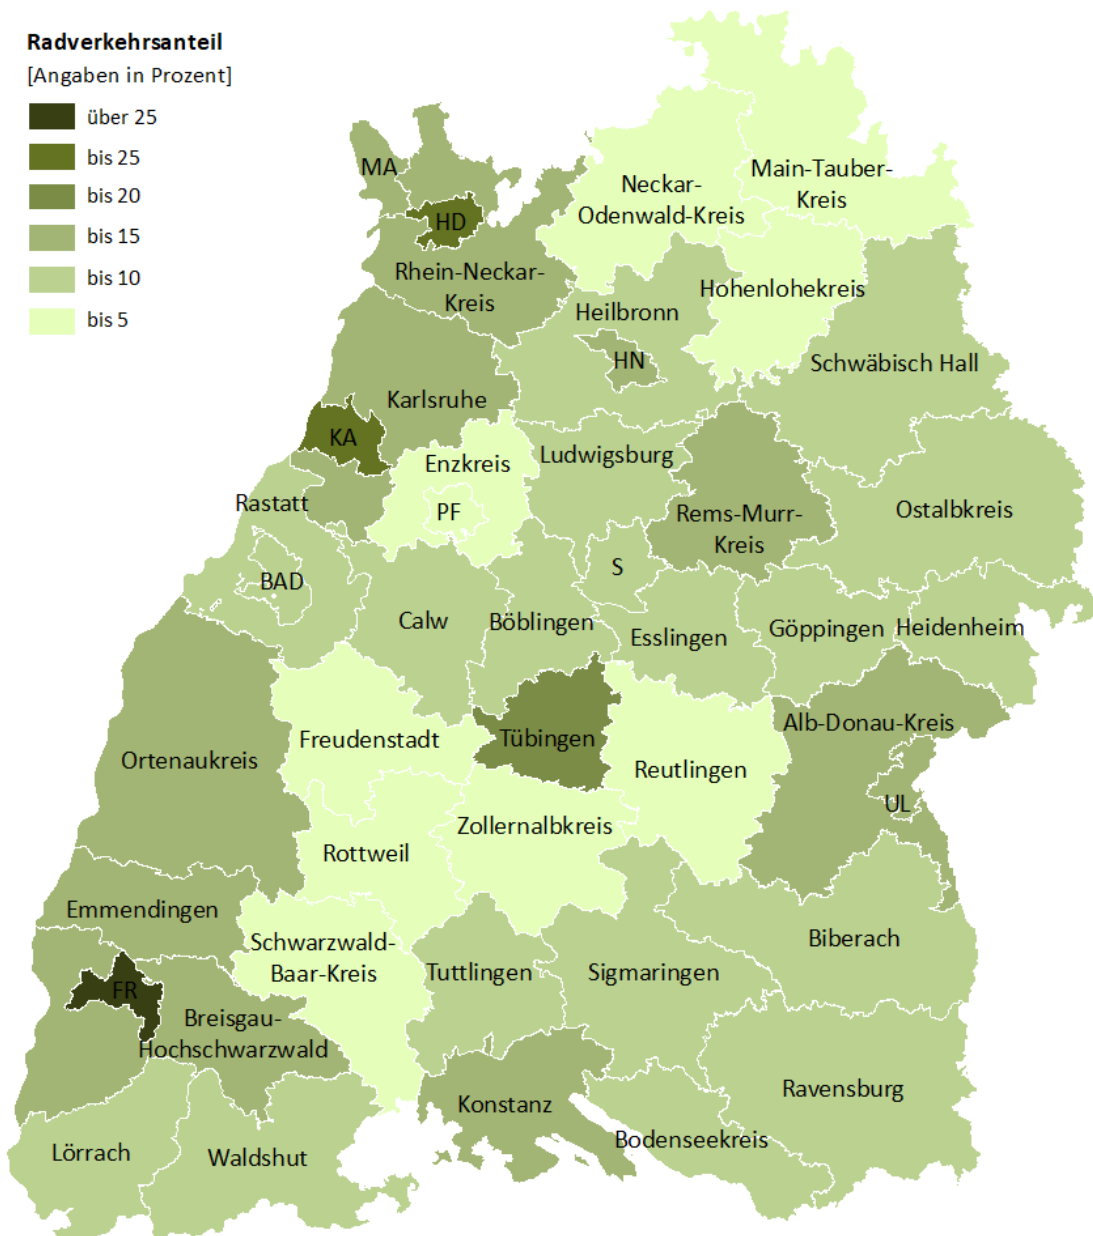 Radverkehrsanteil
[Angaben in Prozent]
über 25
bis 25
bis 20
bis 15
bis 10
bis 5
MA
HD
Neckar-
Odenwald-Kreis
Main-Tauber-
Kreis
Rhein-Neckar-
Kreis
Hohenlohekreis
Heilbronn
HN
Schwäbisch Hall
Karlsruhe
KA
Enzkreis
Ludwigsburg
PF
Rastatt
Rems-Murr-
Kreis
Ostalbkreis
BAD
S
Calw
Böblingen
Esslingen
Göppingen
Heidenheim
Freudenstadt
Tübingen
Alb-Donau-Kreis
Ortenaukreis
Reutlingen
UL
Zollernalbkreis
Rottweil
Emmendingen
Schwarzwald-
Baar-Kreis
Biberach
Tuttlingen
Sigmaringen
FR
Breisgau-
Hochschwarzwald
Konstanz
Ravensburg
Bodenseekreis
Lörrach
Waldshut